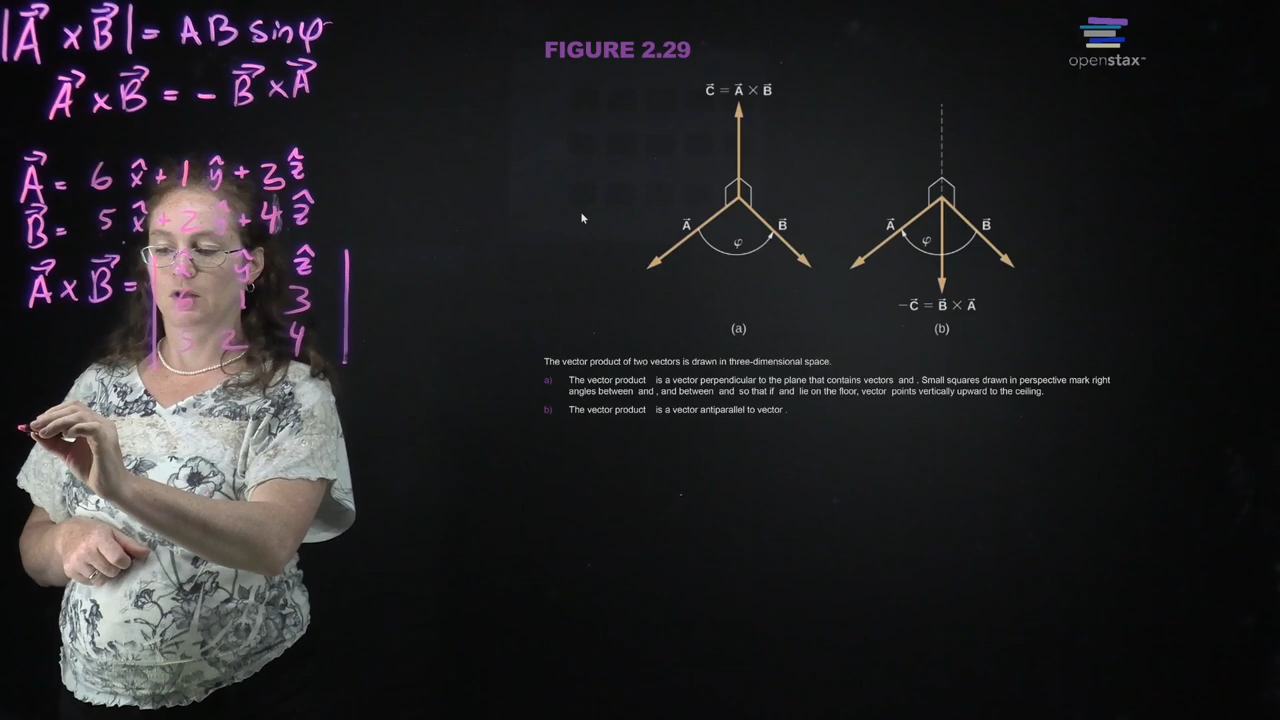 |A⃗ × B⃗| = AB sinφ
A⃗ × B⃗ = - B⃗ × A⃗
A⃗ = 6 x̂ + 1 ŷ + 3 ẑ
B⃗ = 5 x̂ + 2 ŷ + 4 ẑ
A⃗ × B⃗ = | x̂ ŷ ẑ
1 3
5 2 4 |
FIGURE 2.29
openstax™
C⃗ = A⃗ × B⃗
A⃗ B⃗
φ
(a)
A⃗ B⃗
φ
−C⃗ = B⃗ × A⃗
(b)
The vector product of two vectors is drawn in three-dimensional space.
a) The vector product is a vector perpendicular to the plane that contains vectors and . Small squares drawn in perspective mark right
angles between and , and between and so that if and lie on the floor, vector points vertically upward to the ceiling.
b) The vector product is a vector antiparallel to vector .